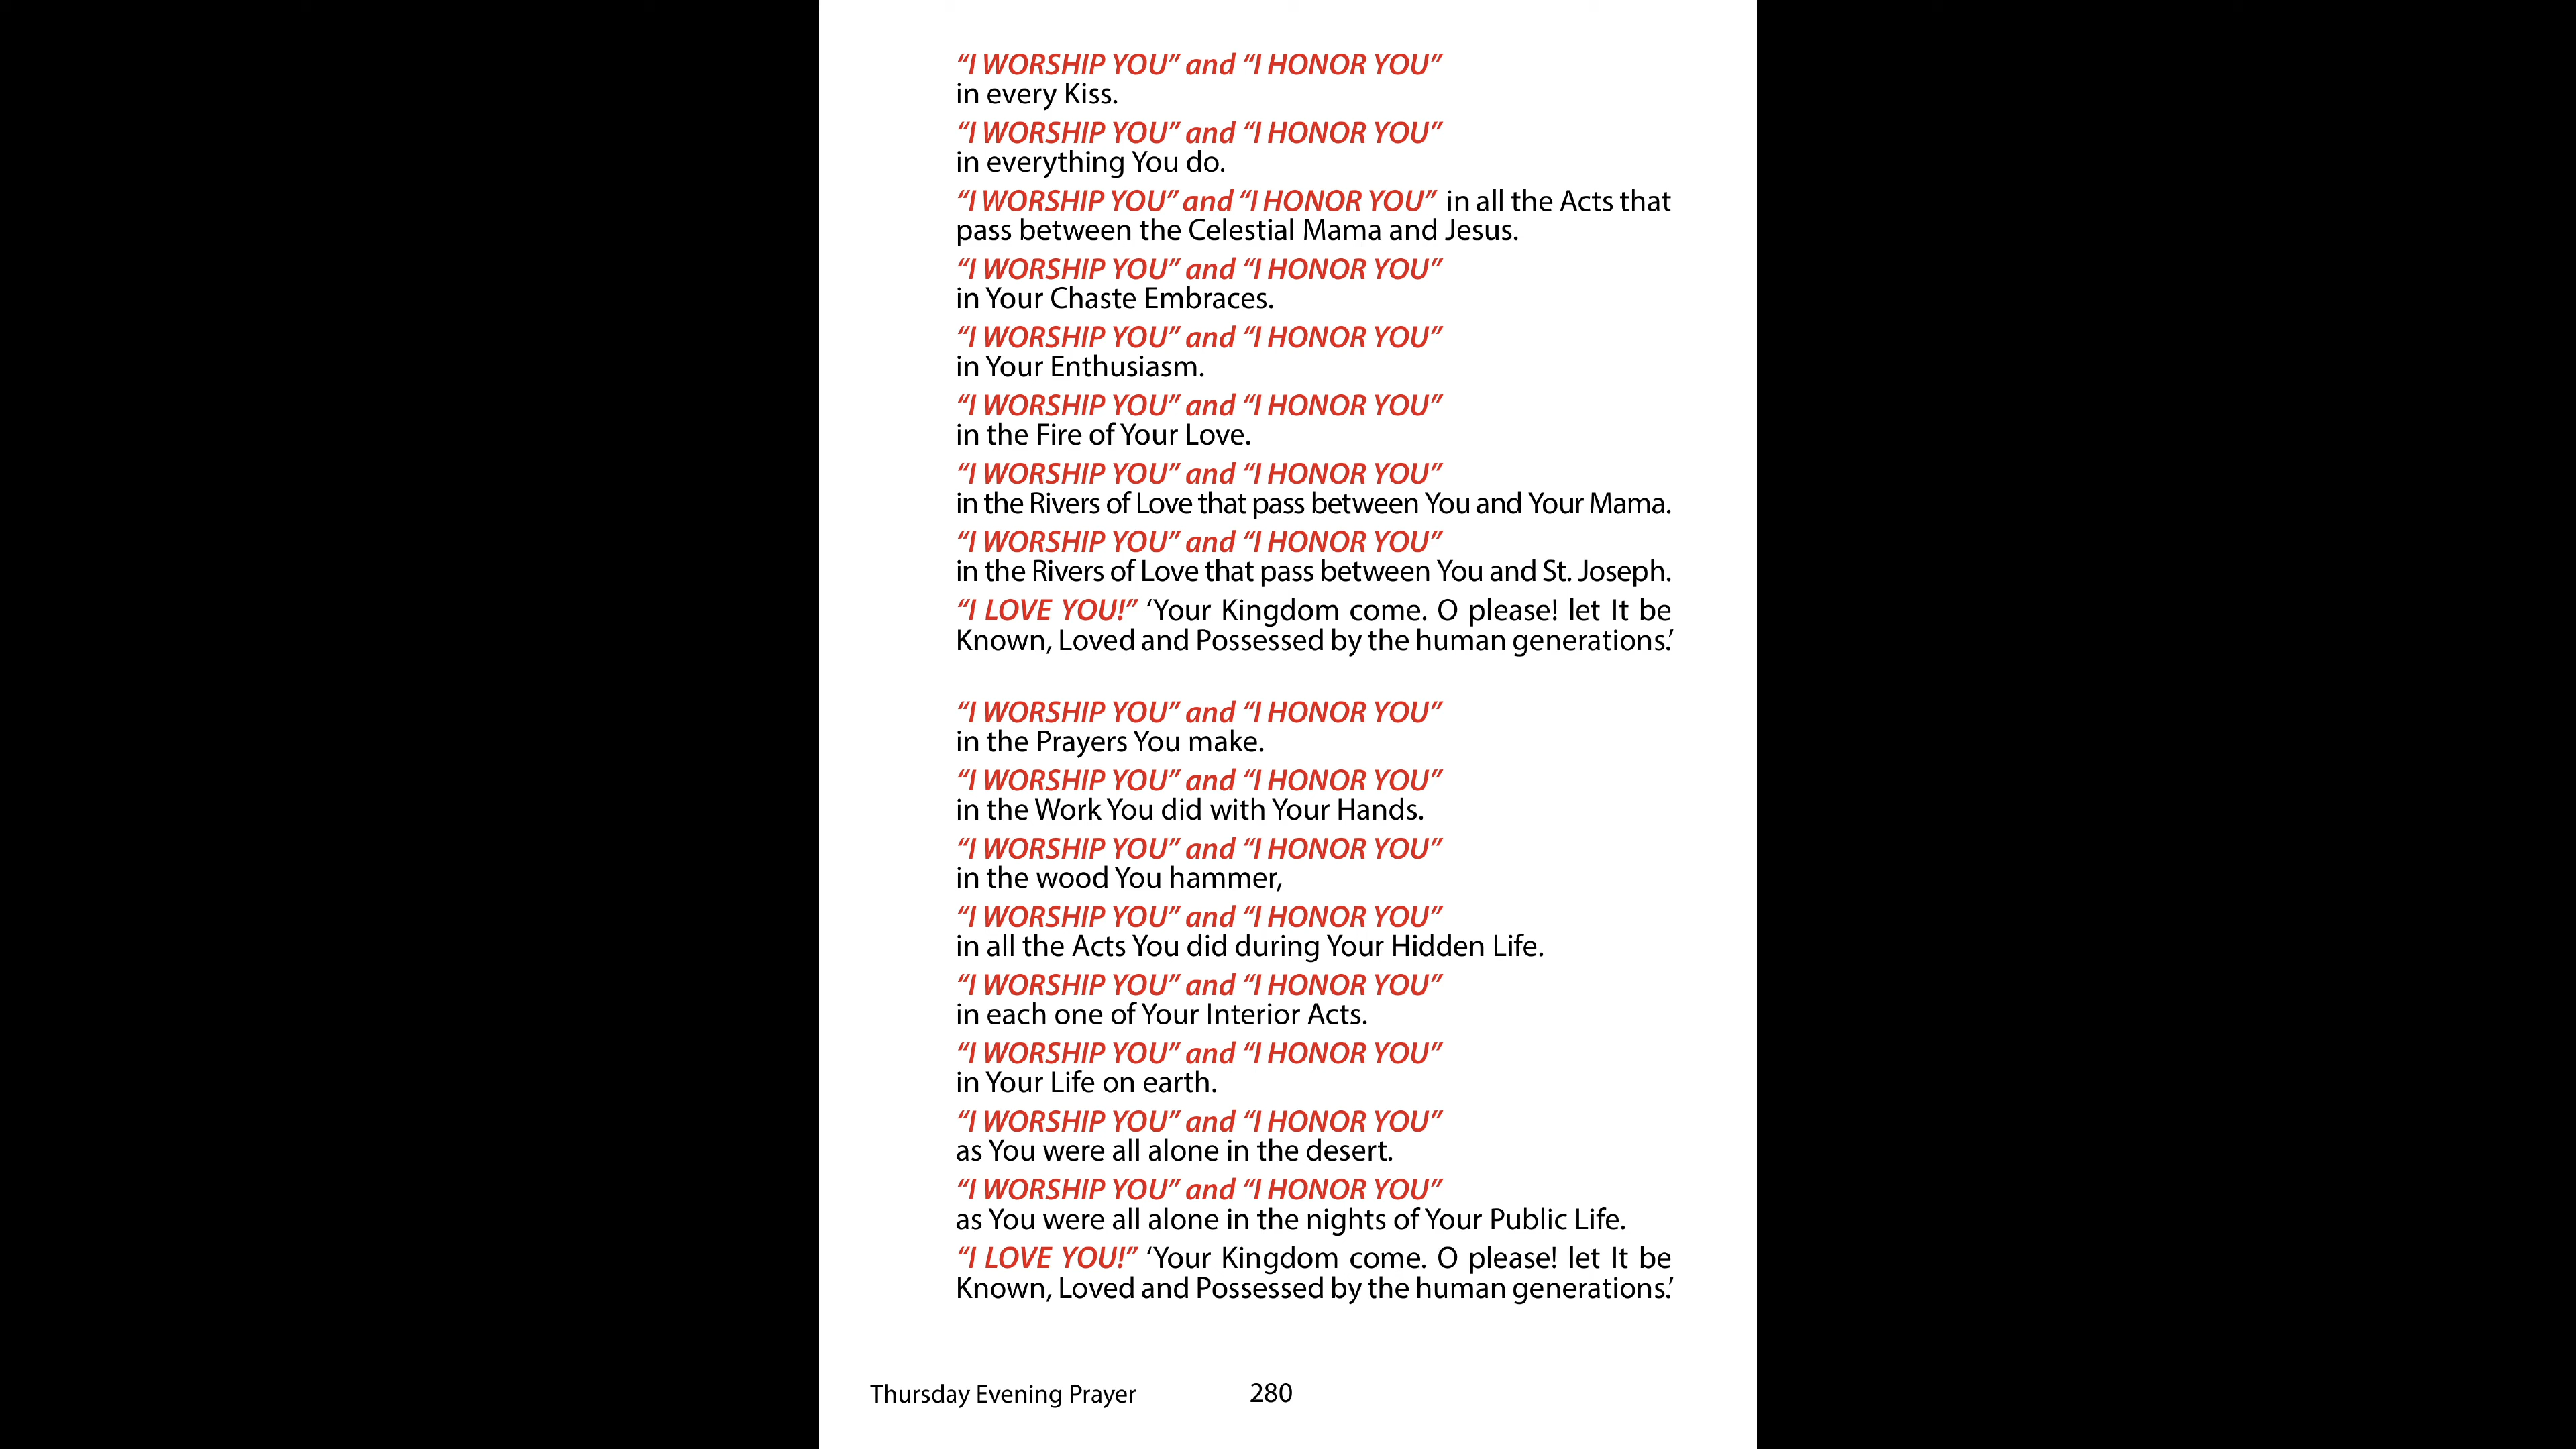 “I WORSHIP YOU” and “I HONOR YOU”
in every Kiss.
“I WORSHIP YOU” and “I HONOR YOU”
in everything You do.
“I WORSHIP YOU” and “I HONOR YOU” in all the Acts that
pass between the Celestial Mama and Jesus.
“I WORSHIP YOU” and “I HONOR YOU”
in Your Chaste Embraces.
“I WORSHIP YOU” and “I HONOR YOU”
in Your Enthusiasm.
“I WORSHIP YOU” and “I HONOR YOU”
in the Fire of Your Love.
“I WORSHIP YOU” and “I HONOR YOU”
in the Rivers of Love that pass between You and Your Mama.
“I WORSHIP YOU” and “I HONOR YOU”
in the Rivers of Love that pass between You and St. Joseph.
“I LOVE YOU!” ‘Your Kingdom come. O please! let It be
Known, Loved and Possessed by the human generations.’
“I WORSHIP YOU” and “I HONOR YOU”
in the Prayers You make.
“I WORSHIP YOU” and “I HONOR YOU”
in the Work You did with Your Hands.
“I WORSHIP YOU” and “I HONOR YOU”
in the wood You hammer,
“I WORSHIP YOU” and “I HONOR YOU”
in all the Acts You did during Your Hidden Life.
“I WORSHIP YOU” and “I HONOR YOU”
in each one of Your Interior Acts.
“I WORSHIP YOU” and “I HONOR YOU”
in Your Life on earth.
“I WORSHIP YOU” and “I HONOR YOU”
as You were all alone in the desert.
“I WORSHIP YOU” and “I HONOR YOU”
as You were all alone in the nights of Your Public Life.
“I LOVE YOU!” ‘Your Kingdom come. O please! let It be
Known, Loved and Possessed by the human generations.’
Thursday Evening Prayer 280